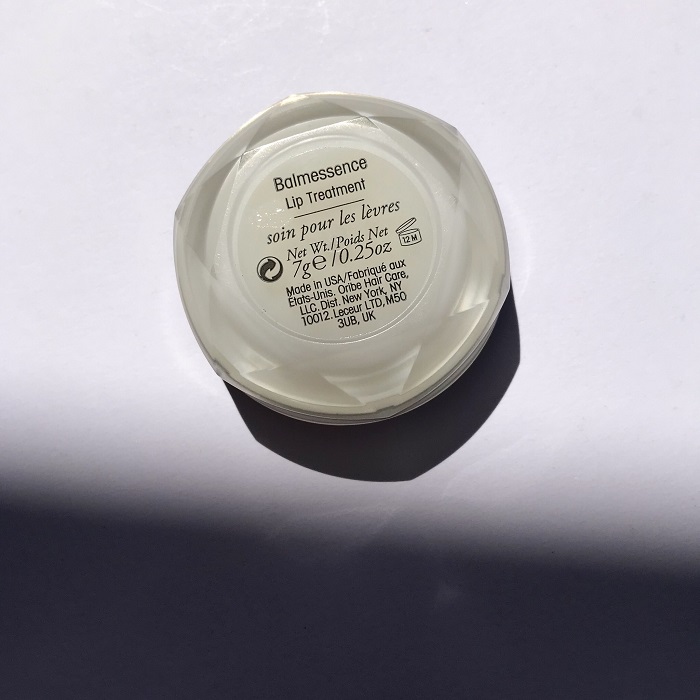 Balmessence
Lip Treatment
soin pour les lèvres
Net Wt./Poids Net
7g℮/0.25oz
12 M
Made in USA/Fabriqué aux
États-Unis. Oribe Hair Care,
LLC. Dist. New York, NY
10012. Leceur LTD, M50
3UB, UK